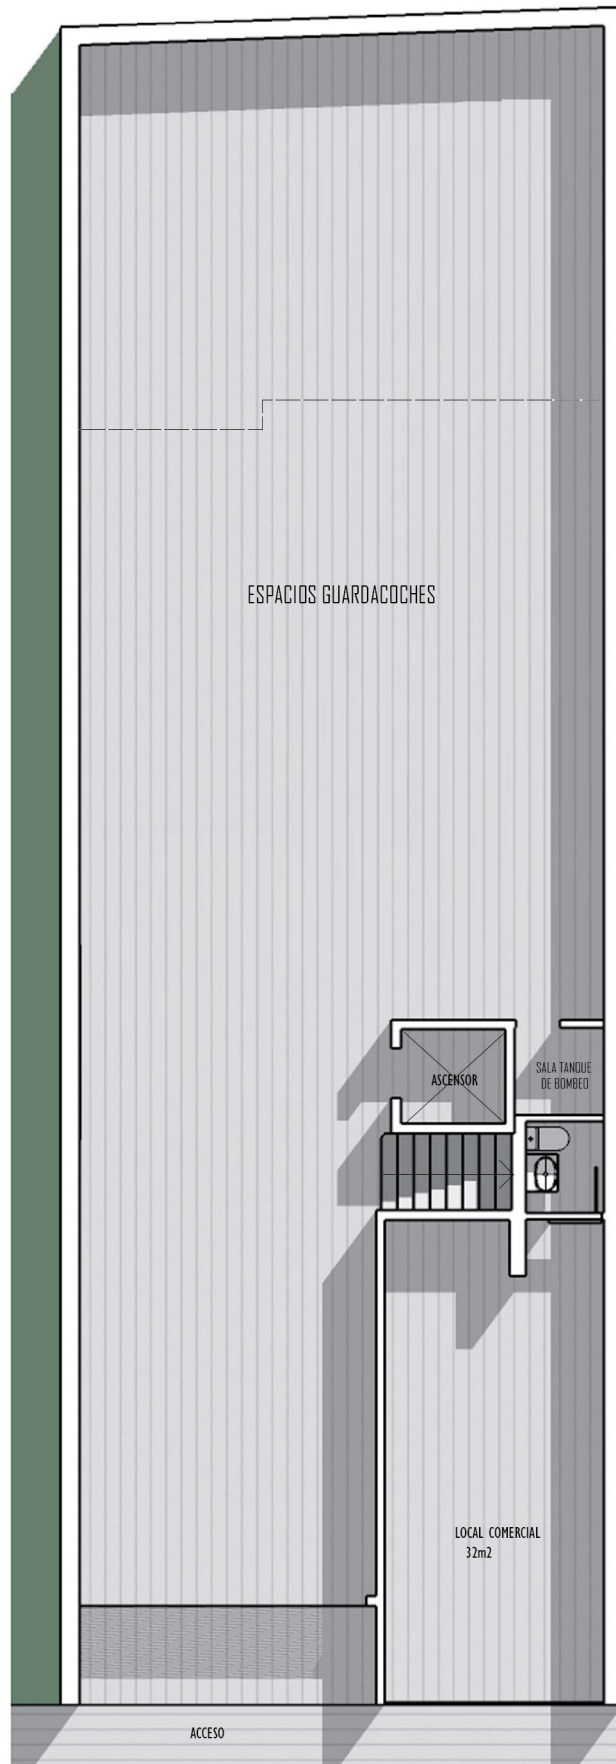 ESPACIOS GUARDACOCHES
ASCENSOR
SALA TANQUE
DE BOMBEO
LOCAL COMERCIAL
32m2
ACCESO